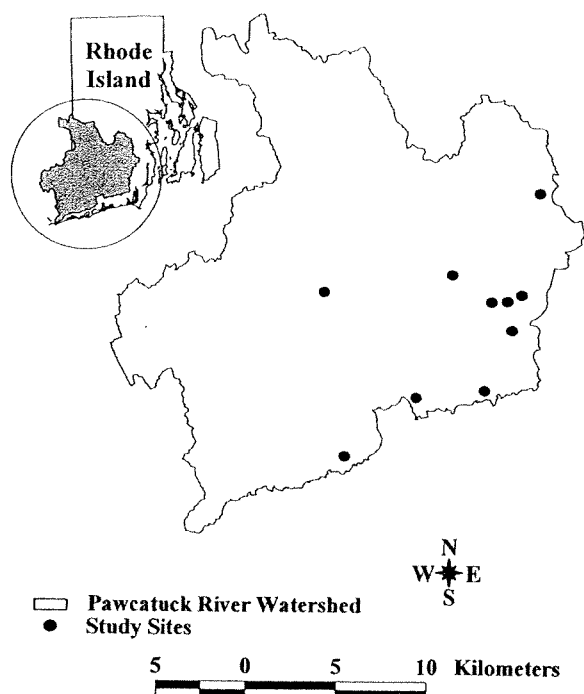 Rhode
Island
N
W E
S
Pawcatuck River Watershed
Study Sites
5 0 5 10 Kilometers